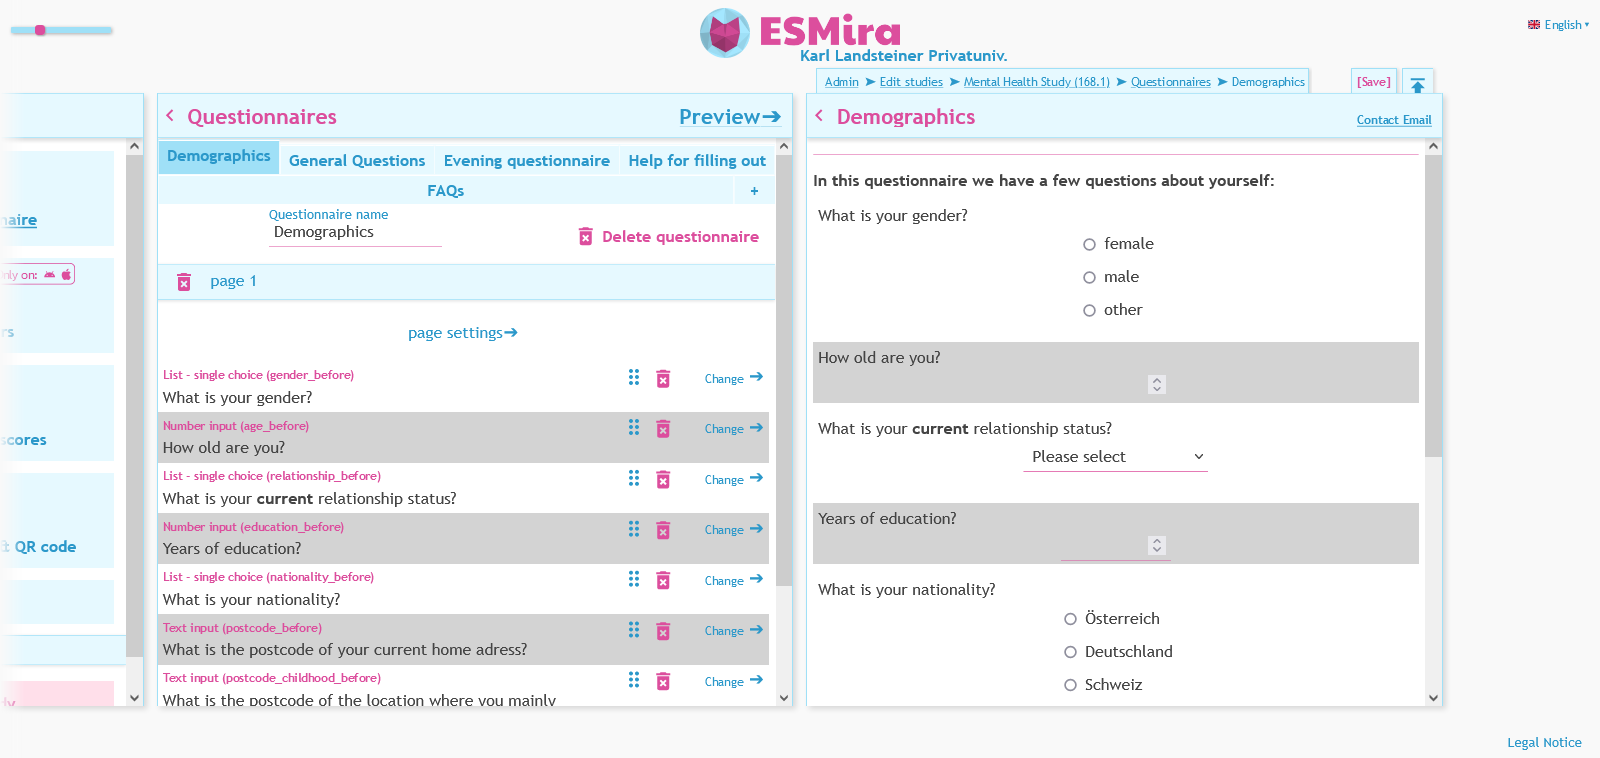 ESMira
Karl Landsteiner Privatuniv.
English
Admin ➤ Edit studies ➤ Mental Health Study (168.1) ➤ Questionnaires ➤ Demographics
[Save]
naire
nly on:
rs
scores
QR code
Questionnaires
Preview➔
Demographics
General Questions
Evening questionnaire
Help for filling out
FAQs
+
Questionnaire name
Demographics
Delete questionnaire
page 1
page settings➔
List - single choice (gender_before)
Change ➔
What is your gender?
Number input (age_before)
Change ➔
How old are you?
List - single choice (relationship_before)
Change ➔
What is your current relationship status?
Number input (education_before)
Change ➔
Years of education?
List - single choice (nationality_before)
Change ➔
What is your nationality?
Text input (postcode_before)
Change ➔
What is the postcode of your current home adress?
Text input (postcode_childhood_before)
Change ➔
What is the postcode of the location where you mainly
Demographics
Contact Email
In this questionnaire we have a few questions about yourself:
What is your gender?
female
male
other
How old are you?
What is your current relationship status?
Please select
Years of education?
What is your nationality?
Österreich
Deutschland
Schweiz
Legal Notice